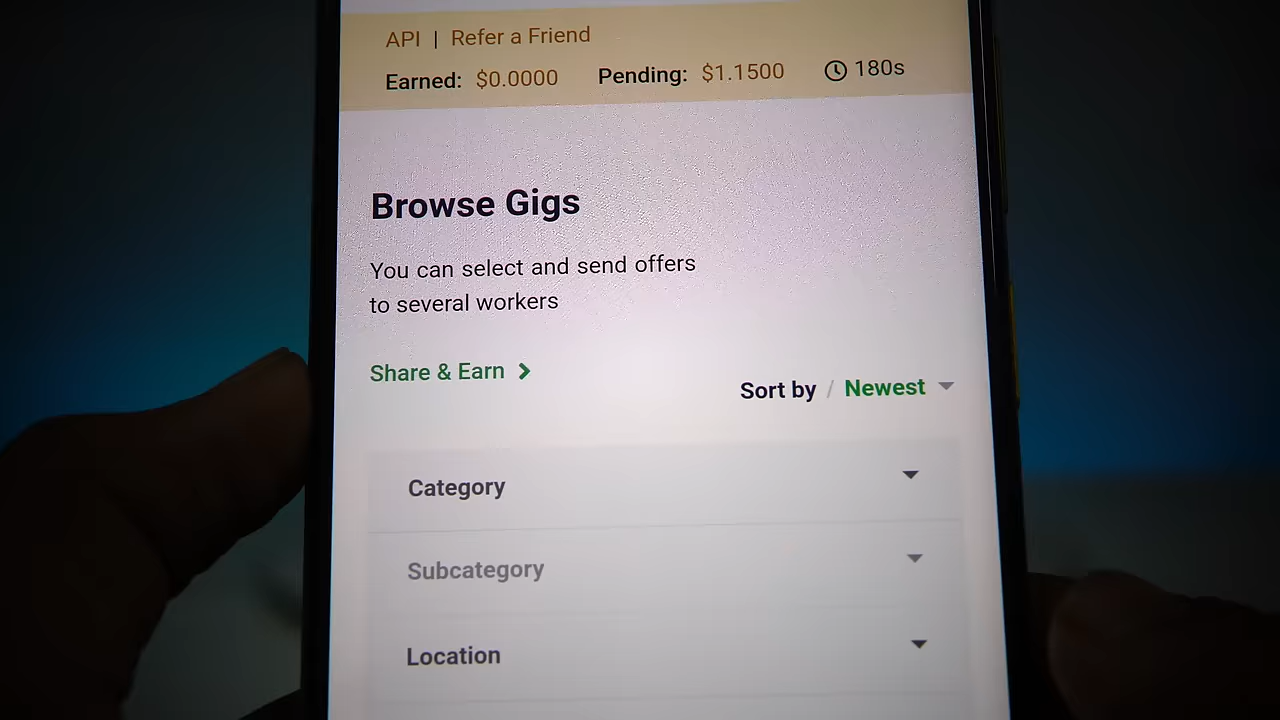 API | Refer a Friend
Earned: $0.0000 Pending: $1.1500 180s
Browse Gigs
You can select and send offers
to several workers
Share & Earn
Sort by / Newest
Category
Subcategory
Location